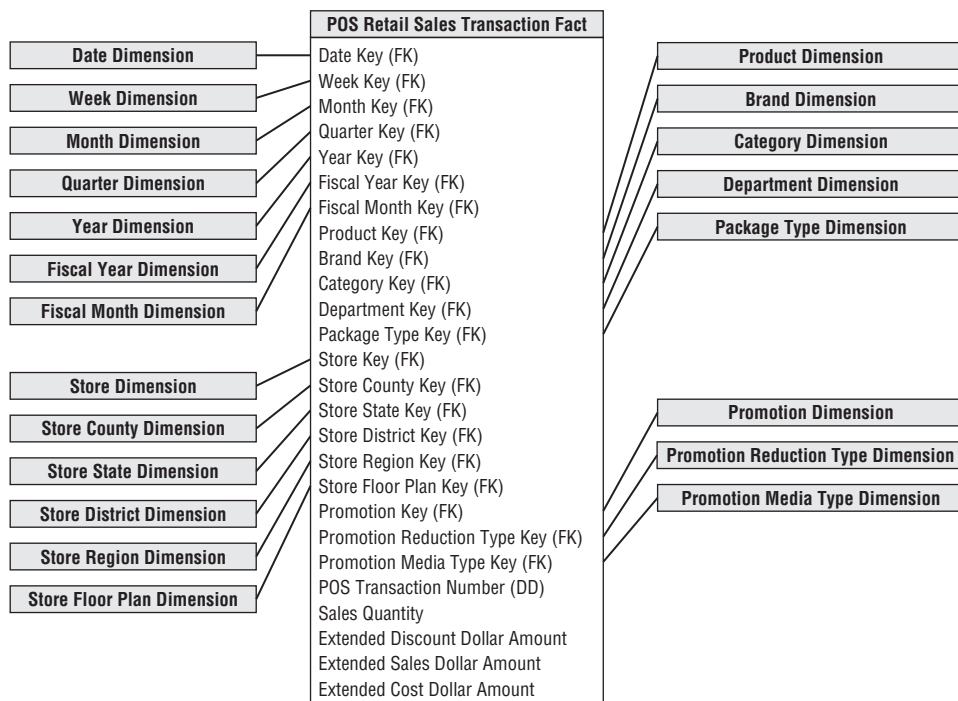 POS Retail Sales Transaction Fact
Date Key (FK)
Week Key (FK)
Month Key (FK)
Quarter Key (FK)
Year Key (FK)
Fiscal Year Key (FK)
Fiscal Month Key (FK)
Product Key (FK)
Brand Key (FK)
Category Key (FK)
Department Key (FK)
Package Type Key (FK)
Store Key (FK)
Store County Key (FK)
Store State Key (FK)
Store District Key (FK)
Store Region Key (FK)
Store Floor Plan Key (FK)
Promotion Key (FK)
Promotion Reduction Type Key (FK)
Promotion Media Type Key (FK)
POS Transaction Number (DD)
Sales Quantity
Extended Discount Dollar Amount
Extended Sales Dollar Amount
Extended Cost Dollar Amount
Date Dimension
Week Dimension
Month Dimension
Quarter Dimension
Year Dimension
Fiscal Year Dimension
Fiscal Month Dimension
Store Dimension
Store County Dimension
Store State Dimension
Store District Dimension
Store Region Dimension
Store Floor Plan Dimension
Product Dimension
Brand Dimension
Category Dimension
Department Dimension
Package Type Dimension
Promotion Dimension
Promotion Reduction Type Dimension
Promotion Media Type Dimension